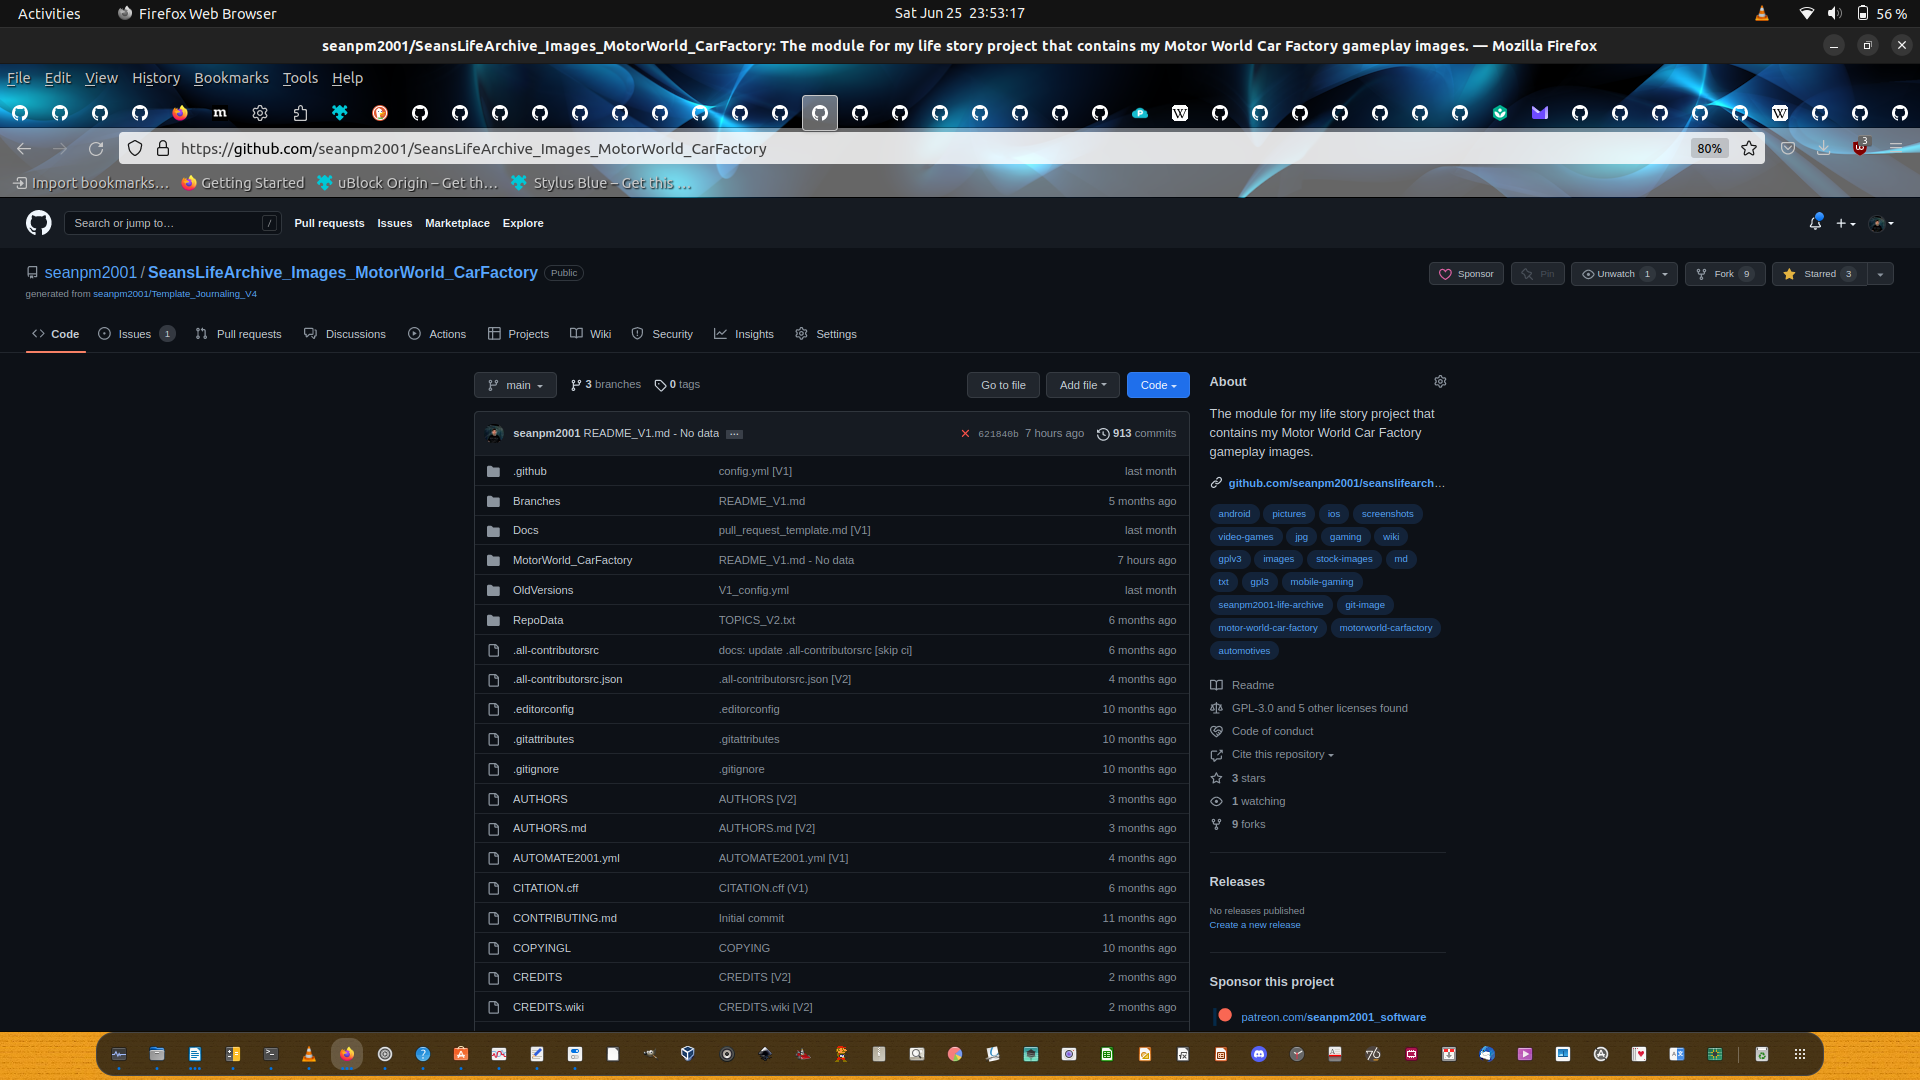 Activities
Firefox Web Browser
Sat Jun 25 23:53:17
56 %
seanpm2001/SeansLifeArchive_Images_MotorWorld_CarFactory: The module for my life story project that contains my Motor World Car Factory gameplay images. — Mozilla Firefox
File Edit View History Bookmarks Tools Help
https://github.com/seanpm2001/SeansLifeArchive_Images_MotorWorld_CarFactory
80%
3
Import bookmarks…
Getting Started
uBlock Origin – Get th…
Stylus Blue – Get this …
Search or jump to…
/
Pull requests Issues Marketplace Explore
seanpm2001 / SeansLifeArchive_Images_MotorWorld_CarFactory Public
Sponsor Pin Unwatch 1 Fork 9 Starred 3
generated from seanpm2001/Template_Journaling_V4
Code Issues 1 Pull requests Discussions Actions Projects Wiki Security Insights Settings
main 3 branches 0 tags
Go to file Add file Code
seanpm2001 README_V1.md - No data … 621840b 7 hours ago 913 commits
.github config.yml [V1] last month
Branches README_V1.md 5 months ago
Docs pull_request_template.md [V1] last month
MotorWorld_CarFactory README_V1.md - No data 7 hours ago
OldVersions V1_config.yml last month
RepoData TOPICS_V2.txt 6 months ago
.all-contributorsrc docs: update .all-contributorsrc [skip ci] 6 months ago
.all-contributorsrc.json .all-contributorsrc.json [V2] 4 months ago
.editorconfig .editorconfig 10 months ago
.gitattributes .gitattributes 10 months ago
.gitignore .gitignore 10 months ago
AUTHORS AUTHORS [V2] 3 months ago
AUTHORS.md AUTHORS.md [V2] 3 months ago
AUTOMATE2001.yml AUTOMATE2001.yml [V1] 4 months ago
CITATION.cff CITATION.cff (V1) 6 months ago
CONTRIBUTING.md Initial commit 11 months ago
COPYINGL COPYING 10 months ago
CREDITS CREDITS [V2] 2 months ago
CREDITS.wiki CREDITS.wiki [V2] 2 months ago
About
The module for my life story project that
contains my Motor World Car Factory
gameplay images.
github.com/seanpm2001/seanslifearch…
android pictures ios screenshots
video-games jpg gaming wiki
gplv3 images stock-images md
txt gpl3 mobile-gaming
seanpm2001-life-archive git-image
motor-world-car-factory motorworld-carfactory
automotives
Readme
GPL-3.0 and 5 other licenses found
Code of conduct
Cite this repository
3 stars
1 watching
9 forks
Releases
No releases published
Create a new release
Sponsor this project
patreon.com/seanpm2001_software